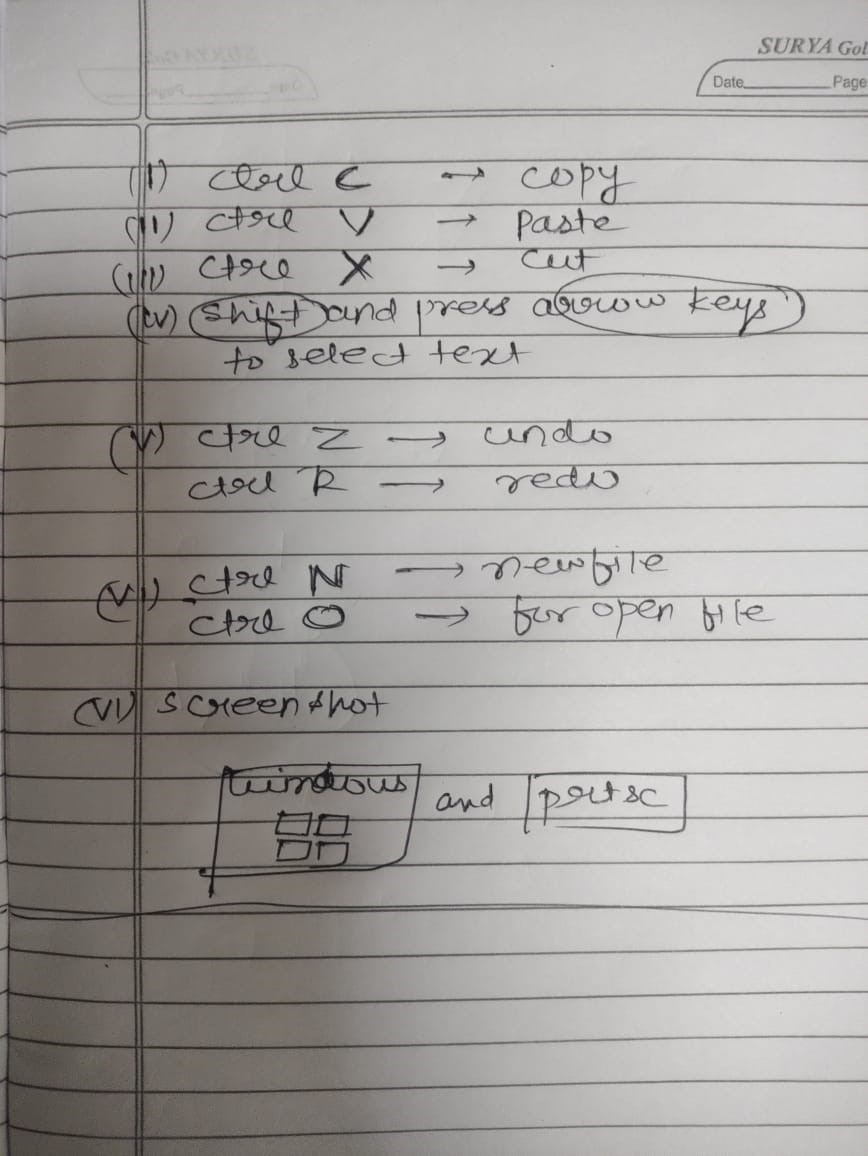 SURYA Gol
Date Page
(i) ctrl C → copy
(ii) ctrl V → paste
(iii) ctrl X → cut
(iv) shift and press arrow keys
to select text
(v) ctrl Z → undo
ctrl R → redo
(vi) ctrl N → new file
ctrl O → for open file
(vi) screenshot
windows and prtsc